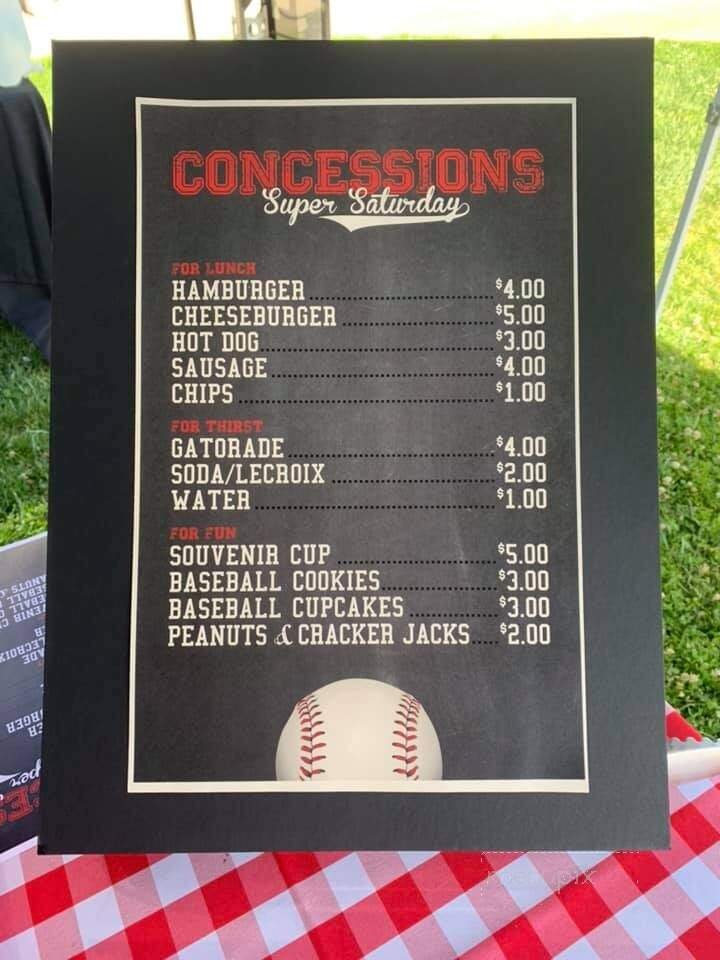 CONCESSIONS
Super Saturday
FOR LUNCH
HAMBURGER $4.00
CHEESEBURGER $5.00
HOT DOG $3.00
SAUSAGE $4.00
CHIPS $1.00
FOR THIRST
GATORADE $4.00
SODA/LECROIX $2.00
WATER $1.00
FOR FUN
SOUVENIR CUP $5.00
BASEBALL COOKIES $3.00
BASEBALL CUPCAKES $3.00
PEANUTS & CRACKER JACKS $2.00